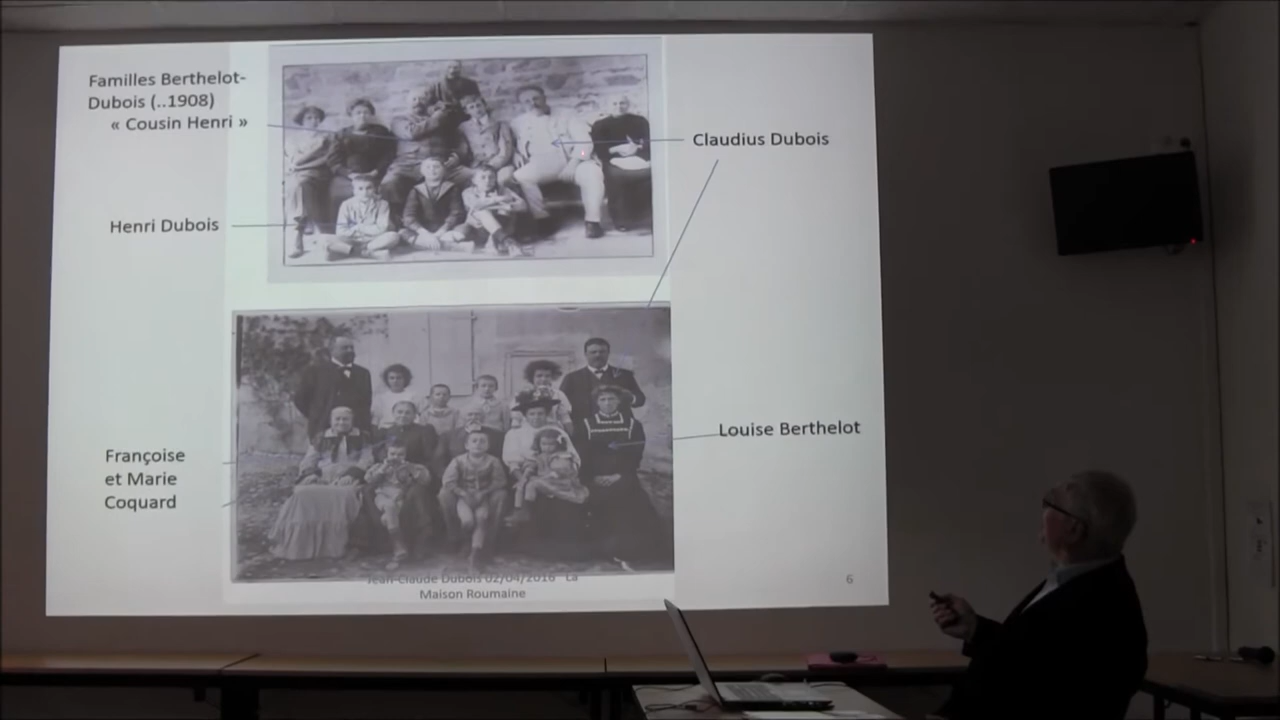 Familles Berthelot-
Dubois (..1908)
« Cousin Henri »
Claudius Dubois
Henri Dubois
Louise Berthelot
Françoise
et Marie
Coquard
Jean-Claude Dubois 02/04/2016 La
Maison Roumaine
6